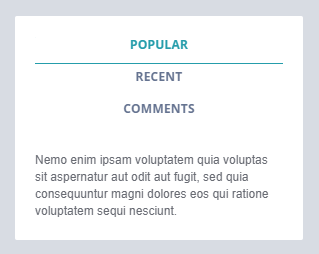 POPULAR
RECENT
COMMENTS
Nemo enim ipsam voluptatem quia voluptas
sit aspernatur aut odit aut fugit, sed quia
consequuntur magni dolores eos qui ratione
voluptatem sequi nesciunt.